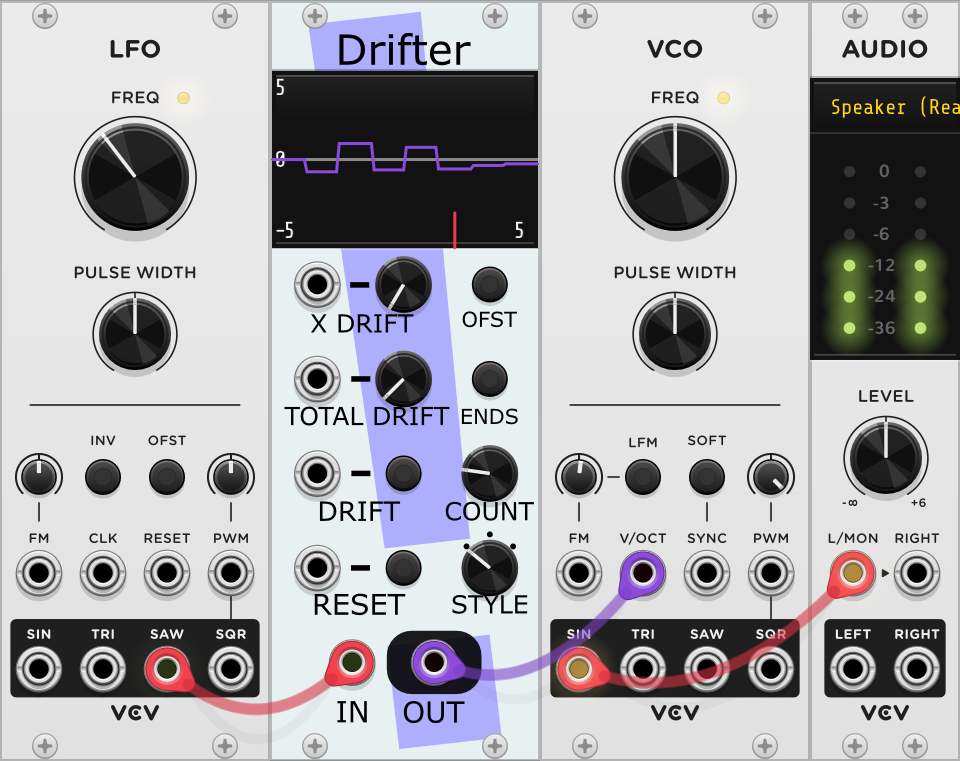 LFO
FREQ
PULSE WIDTH
INV OFST
FM CLK RESET PWM
SIN TRI SAW SQR
VCV
Drifter
5
0
-5 5
X DRIFT OFST
TOTAL DRIFT ENDS
DRIFT COUNT
RESET STYLE
IN OUT
VCO
FREQ
PULSE WIDTH
LFM SOFT
FM V/OCT SYNC PWM
SIN TRI SAW SQR
VCV
AUDIO
Speaker (Rea
0
-3
-6
-12
-24
-36
LEVEL
-∞ +6
L/MON RIGHT
LEFT RIGHT
VCV